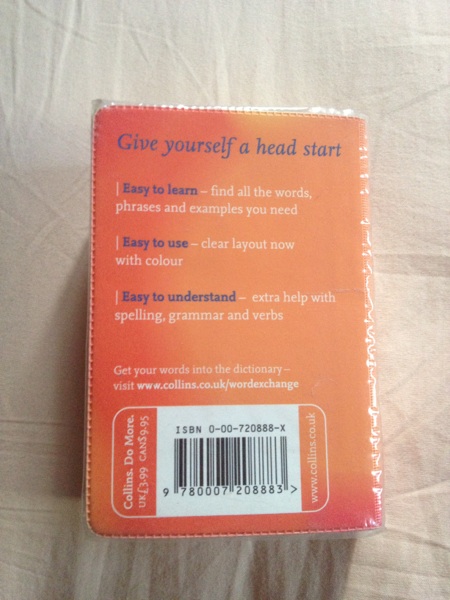 Give yourself a head start
| Easy to learn – find all the words,
phrases and examples you need
| Easy to use – clear layout now
with colour
| Easy to understand – extra help with
spelling, grammar and verbs
Get your words into the dictionary –
visit www.collins.co.uk/wordexchange
Collins. Do More.
UK£3.99 CAN$9.95
ISBN 0-00-720888-X
9 780007 208883 >
www.collins.co.uk